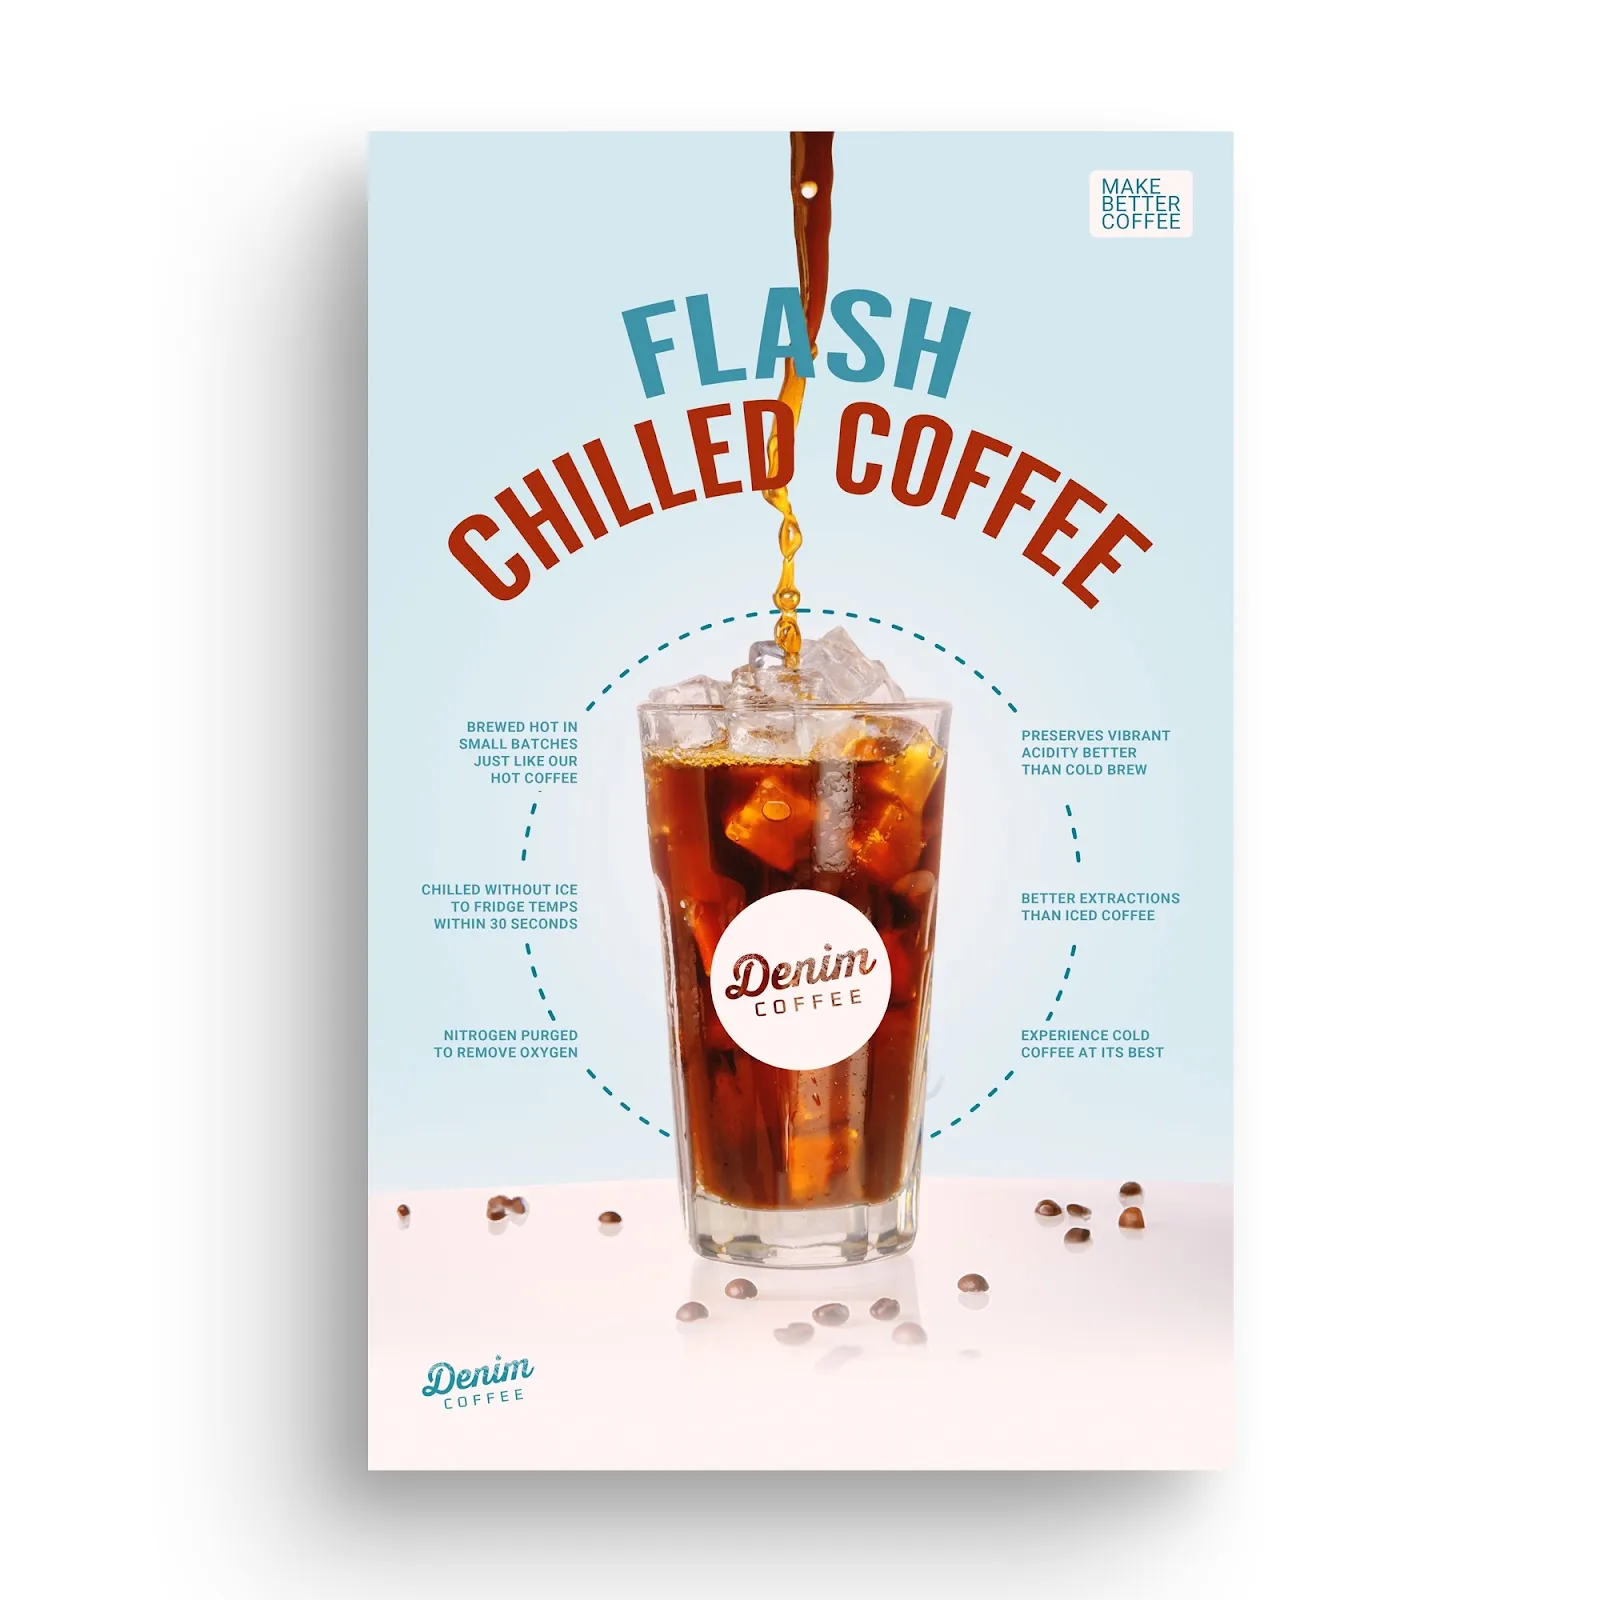 MAKE
BETTER
COFFEE
FLASH
CHILLED COFFEE
BREWED HOT IN
SMALL BATCHES
JUST LIKE OUR
HOT COFFEE
CHILLED WITHOUT ICE
TO FRIDGE TEMPS
WITHIN 30 SECONDS
NITROGEN PURGED
TO REMOVE OXYGEN
PRESERVES VIBRANT
ACIDITY BETTER
THAN COLD BREW
BETTER EXTRACTIONS
THAN ICED COFFEE
EXPERIENCE COLD
COFFEE AT ITS BEST
Denim
COFFEE
Denim
COFFEE